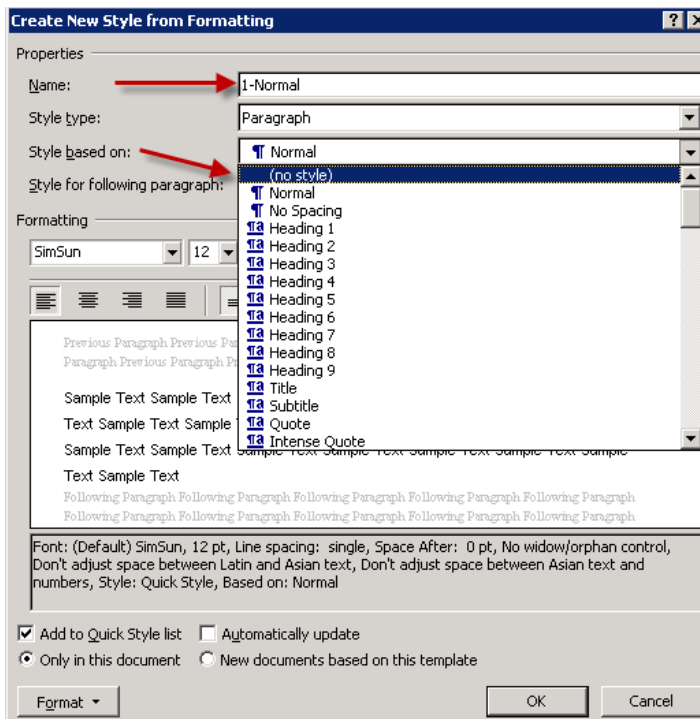 Create New Style from Formatting
Properties
Name:
1-Normal
Style type:
Paragraph
Style based on:
¶ Normal
(no style)
Style for following paragraph:
¶ Normal
¶ No Spacing
Formatting
¶a Heading 1
¶a Heading 2
SimSun
12
¶a Heading 3
¶a Heading 4
¶a Heading 5
¶a Heading 6
¶a Heading 7
¶a Heading 8
¶a Heading 9
¶a Title
¶a Subtitle
¶a Quote
¶a Intense Quote
Previous Paragraph Previous
Paragraph Previous Paragraph
Sample Text Sample Text
Text Sample Text Sample
Sample Text Sample Text Sample Text Sample Text Sample Text Sample Text Sample
Text Sample Text
Following Paragraph Following Paragraph Following Paragraph Following Paragraph Following Paragraph
Following Paragraph Following Paragraph Following Paragraph Following Paragraph Following Paragraph
Font: (Default) SimSun, 12 pt, Line spacing: single, Space After: 0 pt, No widow/orphan control,
Don't adjust space between Latin and Asian text, Don't adjust space between Asian text and
numbers, Style: Quick Style, Based on: Normal
Add to Quick Style list
Automatically update
Only in this document
New documents based on this template
Format
OK
Cancel